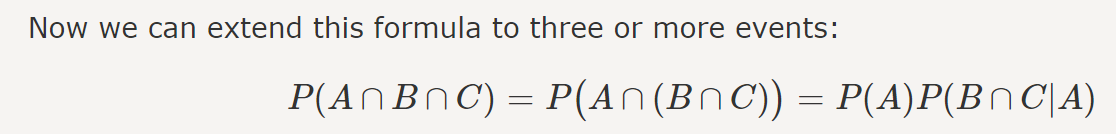 Now we can extend this formula to three or more events:
P(A∩B∩C) = P(A∩(B∩C)) = P(A)P(B∩C|A)